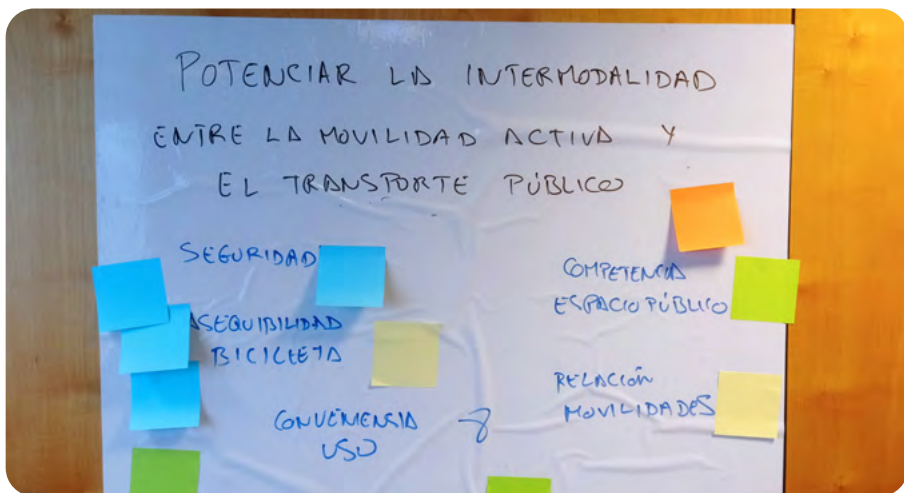 POTENCIAR LA INTERMODALIDAD
ENTRE LA MOVILIDAD ACTIVA Y
EL TRANSPORTE PÚBLICO
SEGURIDAD
ASEQUIBILIDAD
BICICLETA
CONVENIENSIA
USO
COMPETENCIA
ESPACIO PÚBLICO
RELACIÓN
MOVILIDADES